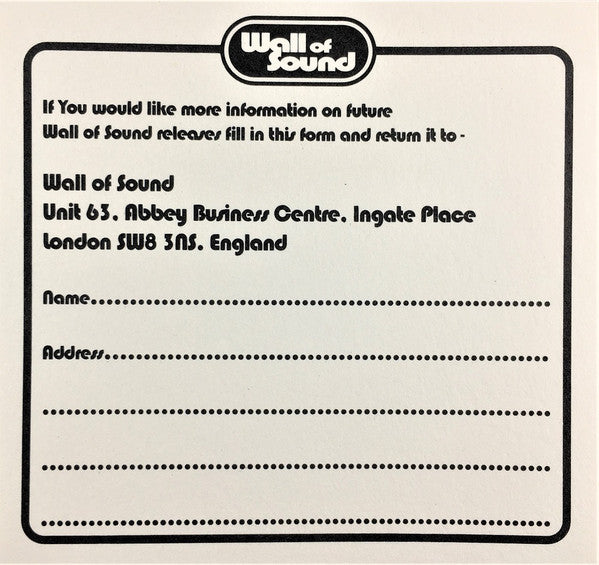 Wall of
Sound
If You would like more information on future
Wall of Sound releases fill in this form and return it to -
Wall of Sound
Unit 63. Abbey Business Centre. Ingate Place
London SW8 3NS. England
Name..............................................................
Address............................................................
....................................................................
....................................................................
....................................................................